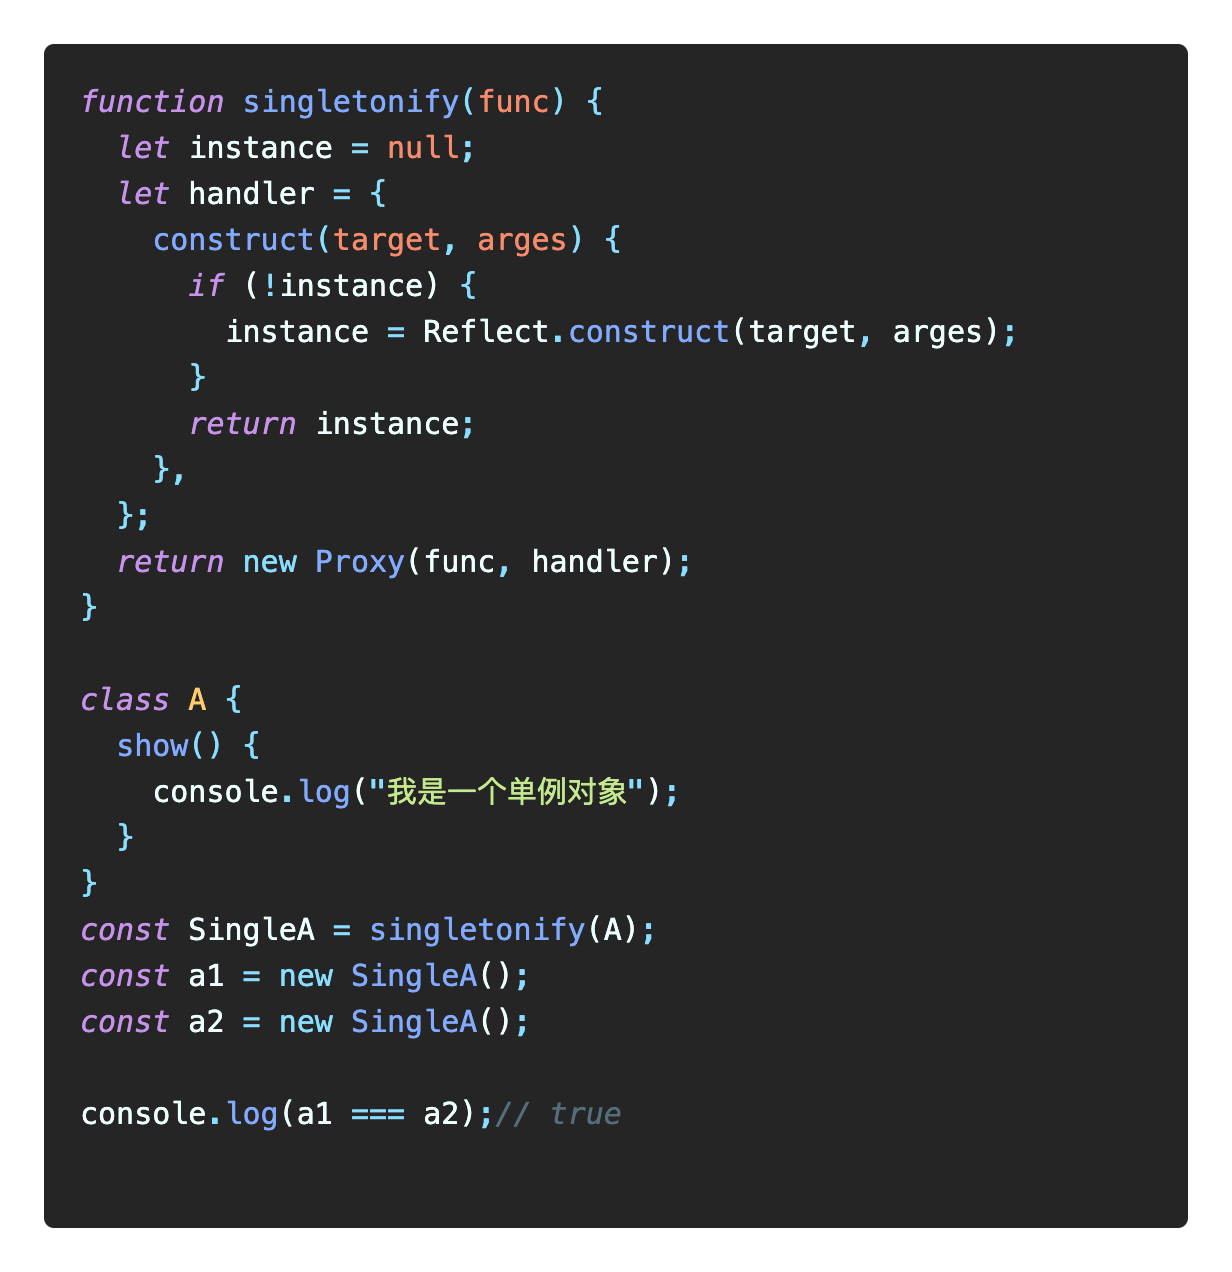 function singletonify(func) {
  let instance = null;
  let handler = {
    construct(target, arges) {
      if (!instance) {
        instance = Reflect.construct(target, arges);
      }
      return instance;
    },
  };
  return new Proxy(func, handler);
}

class A {
  show() {
    console.log("我是一个单例对象");
  }
}
const SingleA = singletonify(A);
const a1 = new SingleA();
const a2 = new SingleA();

console.log(a1 === a2);// true